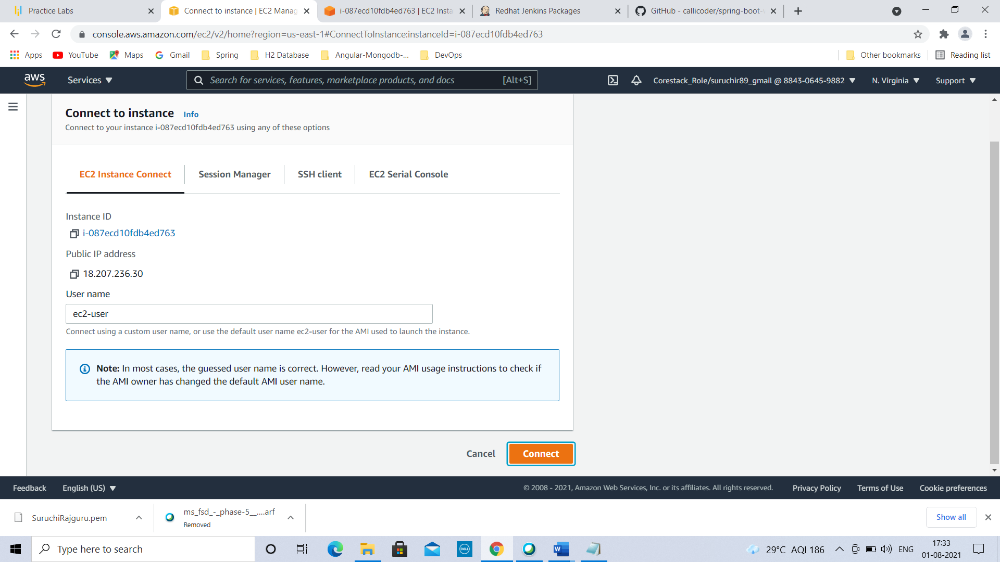 Practice Labs
Connect to instance | EC2 Manag
i-087ecd10fdb4ed763 | EC2 Insta
Redhat Jenkins Packages
GitHub - callicoder/spring-boot-
console.aws.amazon.com/ec2/v2/home?region=us-east-1#ConnectToInstance:instanceId=i-087ecd10fdb4ed763
Apps
YouTube
Maps
Gmail
Spring
H2 Database
Angular-Mongodb-...
DevOps
Other bookmarks
Reading list
aws
Services
Search for services, features, marketplace products, and docs
[Alt+S]
Corestack_Role/suruchir89_gmail @ 8843-0645-9882
N. Virginia
Support
Connect to instance Info
Connect to your instance i-087ecd10fdb4ed763 using any of these options
EC2 Instance Connect
Session Manager
SSH client
EC2 Serial Console
Instance ID
i-087ecd10fdb4ed763
Public IP address
18.207.236.30
User name
ec2-user
Connect using a custom user name, or use the default user name ec2-user for the AMI used to launch the instance.
Note: In most cases, the guessed user name is correct. However, read your AMI usage instructions to check if
the AMI owner has changed the default AMI user name.
Cancel
Connect
Feedback
English (US)
© 2008 - 2021, Amazon Web Services, Inc. or its affiliates. All rights reserved.
Privacy Policy
Terms of Use
Cookie preferences
SuruchiRajguru.pem
ms_fsd_-_phase-5__....arf
Removed
Show all
Type here to search
DELL
W
29°C AQI 186
ENG
17:33
01-08-2021